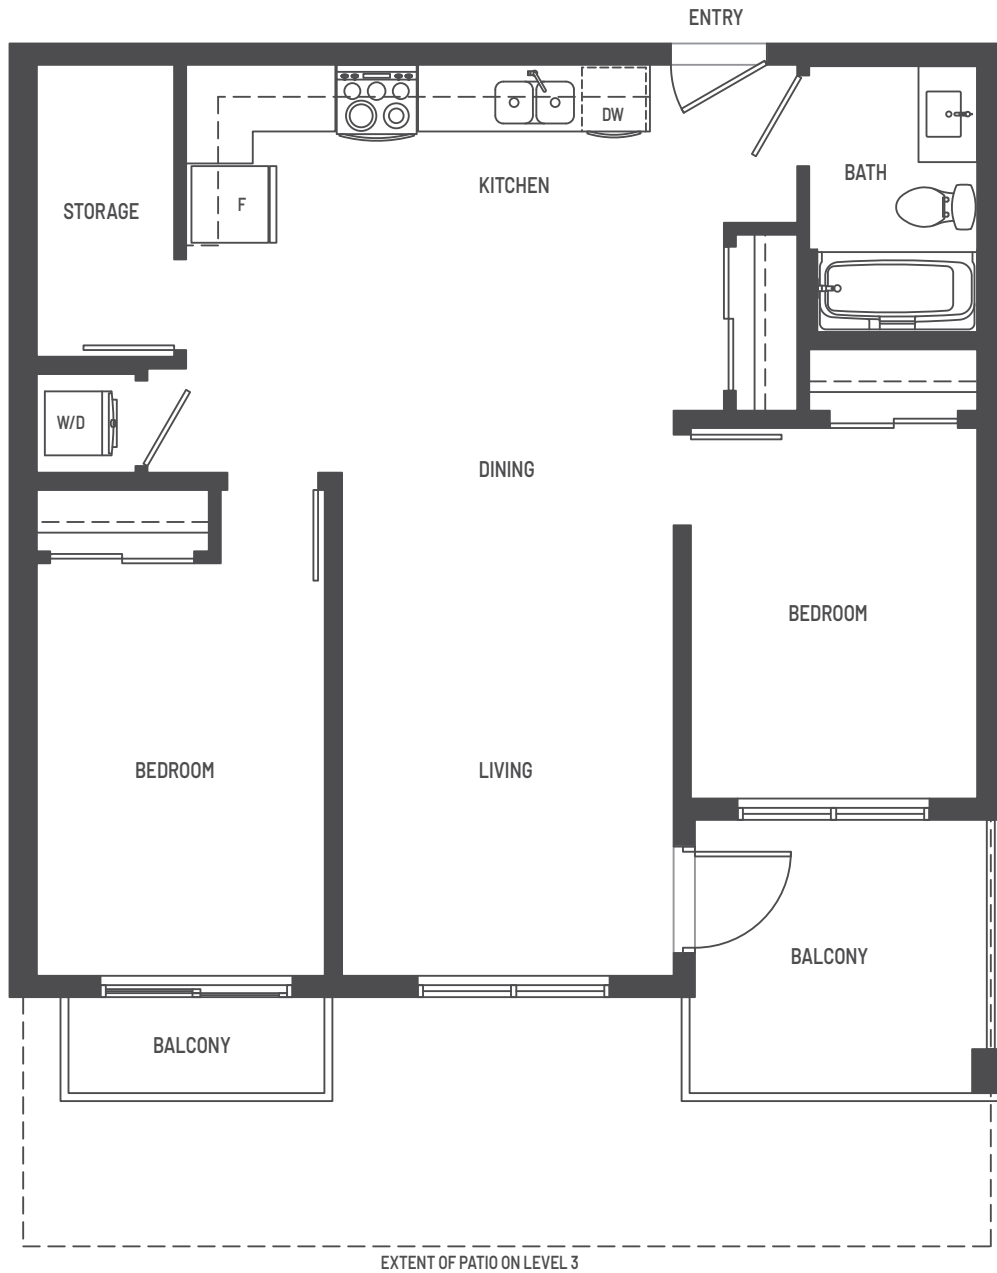 ENTRY
DW
BATH
KITCHEN
F
STORAGE
W/D
DINING
BEDROOM
BEDROOM
LIVING
BALCONY
BALCONY
EXTENT OF PATIO ON LEVEL 3